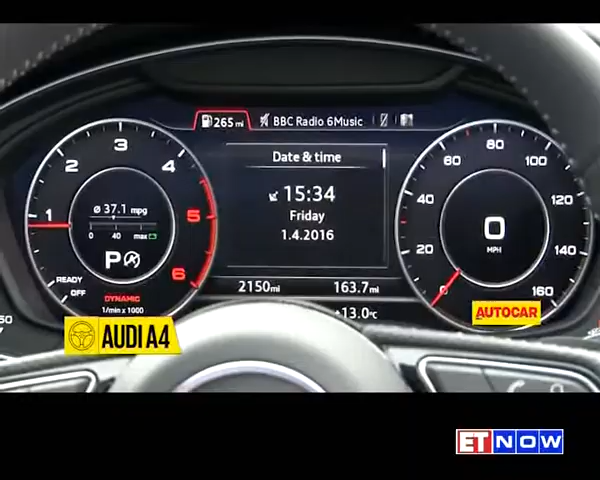 265 mi
BBC Radio 6Music
Date & time
15:34
Friday
1.4.2016
2150mi
163.7mi
+13.0°C
1
2
3
4
5
6
ø 37.1 mpg
0 40 max
P
READY
OFF
DYNAMIC
1/min x 1000
0
20
40
60
80
100
120
140
160
0
MPH
50
AUDI A4
AUTOCAR
ET NOW